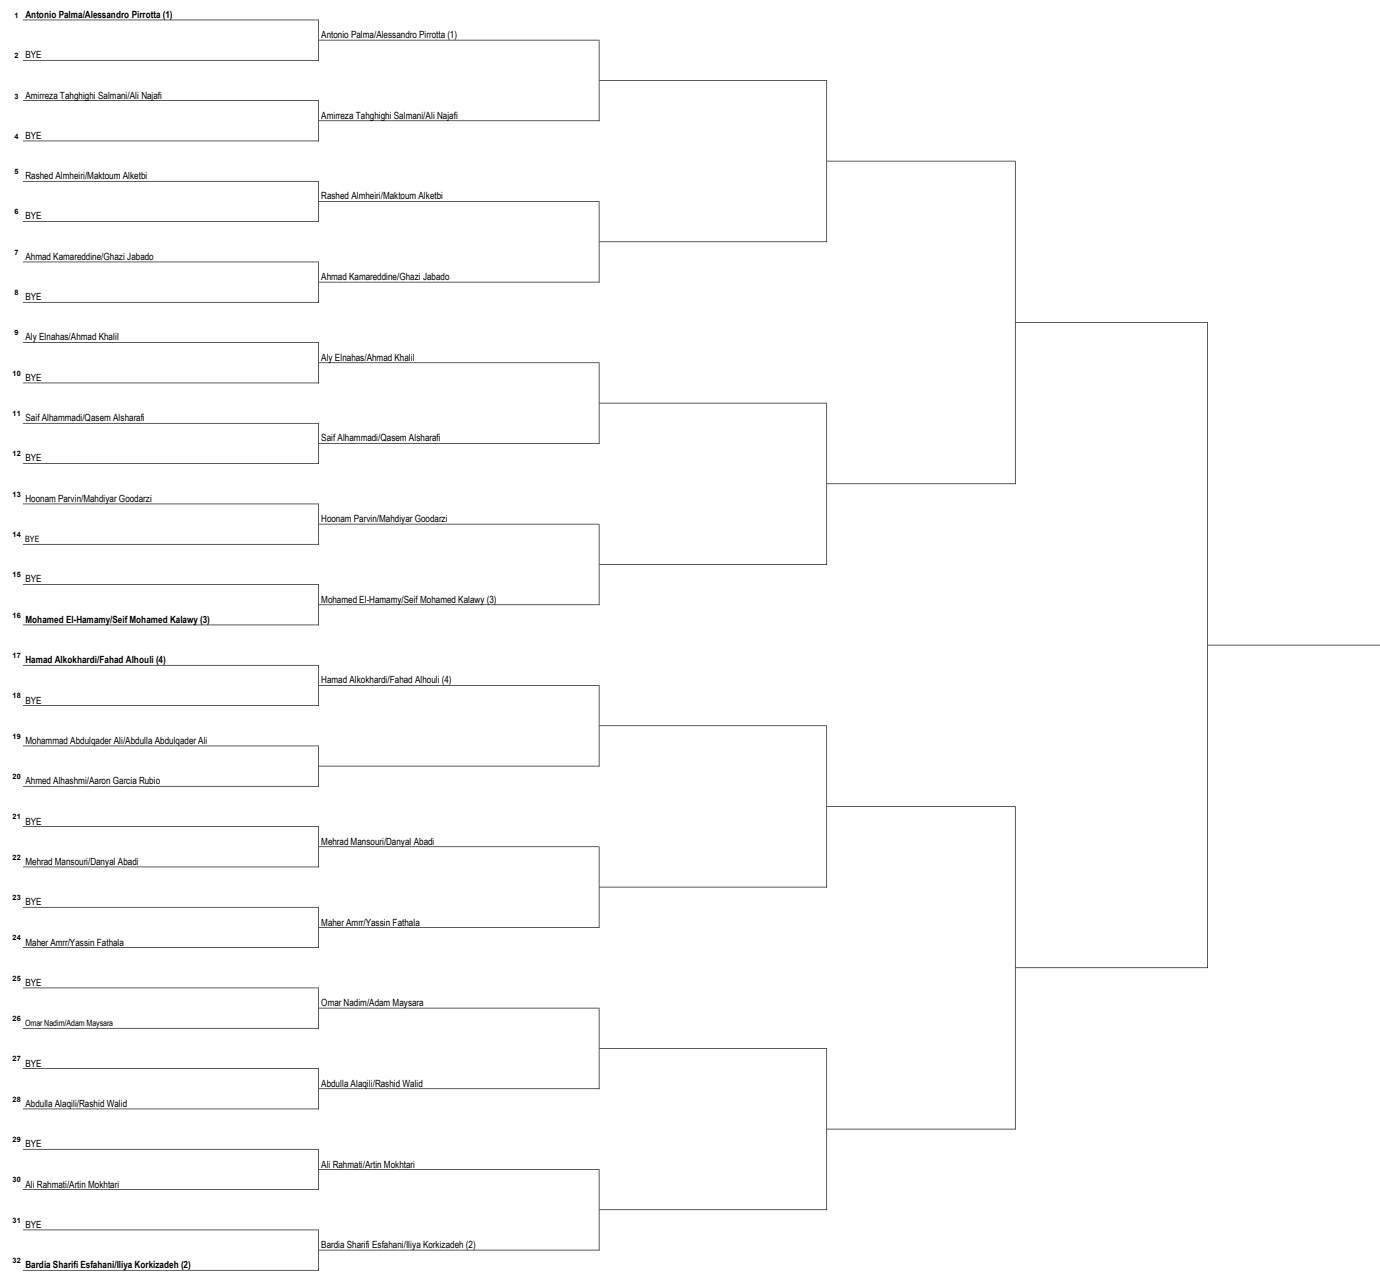 1 Antonio Palma/Alessandro Pirrotta (1)
Antonio Palma/Alessandro Pirrotta (1)
2 BYE
3 Amirreza Tahghighi Salmani/Ali Najafi
Amirreza Tahghighi Salmani/Ali Najafi
4 BYE
5 Rashed Almheiri/Maktoum Alketbi
Rashed Almheiri/Maktoum Alketbi
6 BYE
7 Ahmad Kamareddine/Ghazi Jabado
Ahmad Kamareddine/Ghazi Jabado
8 BYE
9 Aly Elnahas/Ahmad Khalil
Aly Elnahas/Ahmad Khalil
10 BYE
11 Saif Alhammadi/Qasem Alsharafi
Saif Alhammadi/Qasem Alsharafi
12 BYE
13 Hoonam Parvin/Mahdiyar Goodarzi
Hoonam Parvin/Mahdiyar Goodarzi
14 BYE
15 BYE
Mohamed El-Hamamy/Seif Mohamed Kalawy (3)
16 Mohamed El-Hamamy/Seif Mohamed Kalawy (3)
17 Hamad Alkokhardi/Fahad Alhouli (4)
Hamad Alkokhardi/Fahad Alhouli (4)
18 BYE
19 Mohammad Abdulqader Ali/Abdulla Abdulqader Ali
20 Ahmed Alhashmi/Aaron Garcia Rubio
21 BYE
Mehrad Mansouri/Danyal Abadi
22 Mehrad Mansouri/Danyal Abadi
23 BYE
Maher Amrr/Yassin Fathala
24 Maher Amrr/Yassin Fathala
25 BYE
Omar Nadim/Adam Maysara
26 Omar Nadim/Adam Maysara
27 BYE
Abdulla Alaqili/Rashid Walid
28 Abdulla Alaqili/Rashid Walid
29 BYE
Ali Rahmati/Artin Mokhtari
30 Ali Rahmati/Artin Mokhtari
31 BYE
Bardia Sharifi Esfahani/Iliya Korkizadeh (2)
32 Bardia Sharifi Esfahani/Iliya Korkizadeh (2)